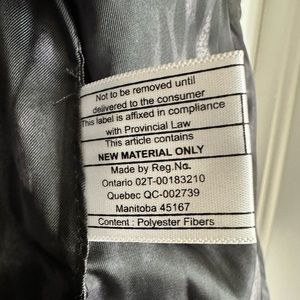 Not to be removed until
delivered to the consumer
This label is affixed in compliance
with Provincial Law
This article contains
NEW MATERIAL ONLY
Made by Reg.No.
Ontario 02T-00183210
Quebec QC-002739
Manitoba 45167
Content : Polyester Fibers